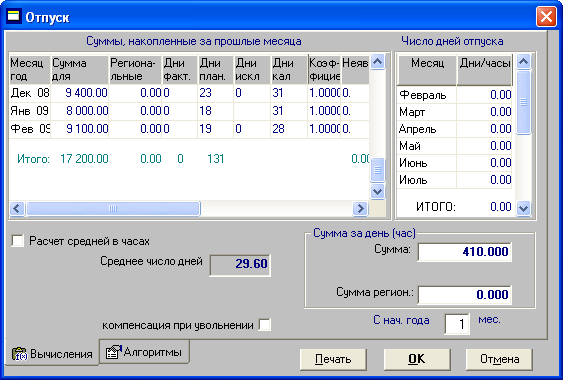 Отпуск
Суммы, накопленные за прошлые месяца
Месяц год Сумма для Региона-льные Дни факт. Дни план. Дни искл Дни кал Коэф-фицие Неяв
Дек 08 9 400.00 0.00 0 23 0 31 1.0000 0.
Янв 09 8 000.00 0.00 0 18 31 1.0000 0.
Фев 09 9 100.00 0.00 0 19 0 28 1.0000 0.
Итого: 17 200.00 0.00 0 131 0.00
Число дней отпуска
Месяц Дни/часы
Февраль 0.00
Март 0.00
Апрель 0.00
Май 0.00
Июнь 0.00
Июль 0.00
ИТОГО: 0.00
Расчет средней в часах
Среднее число дней 29.60
компенсация при увольнении
Сумма за день (час)
Сумма: 410.000
Сумма регион.: 0.000
С нач. года 1 мес.
Вычисления Алгоритмы
Печать OK Отмена